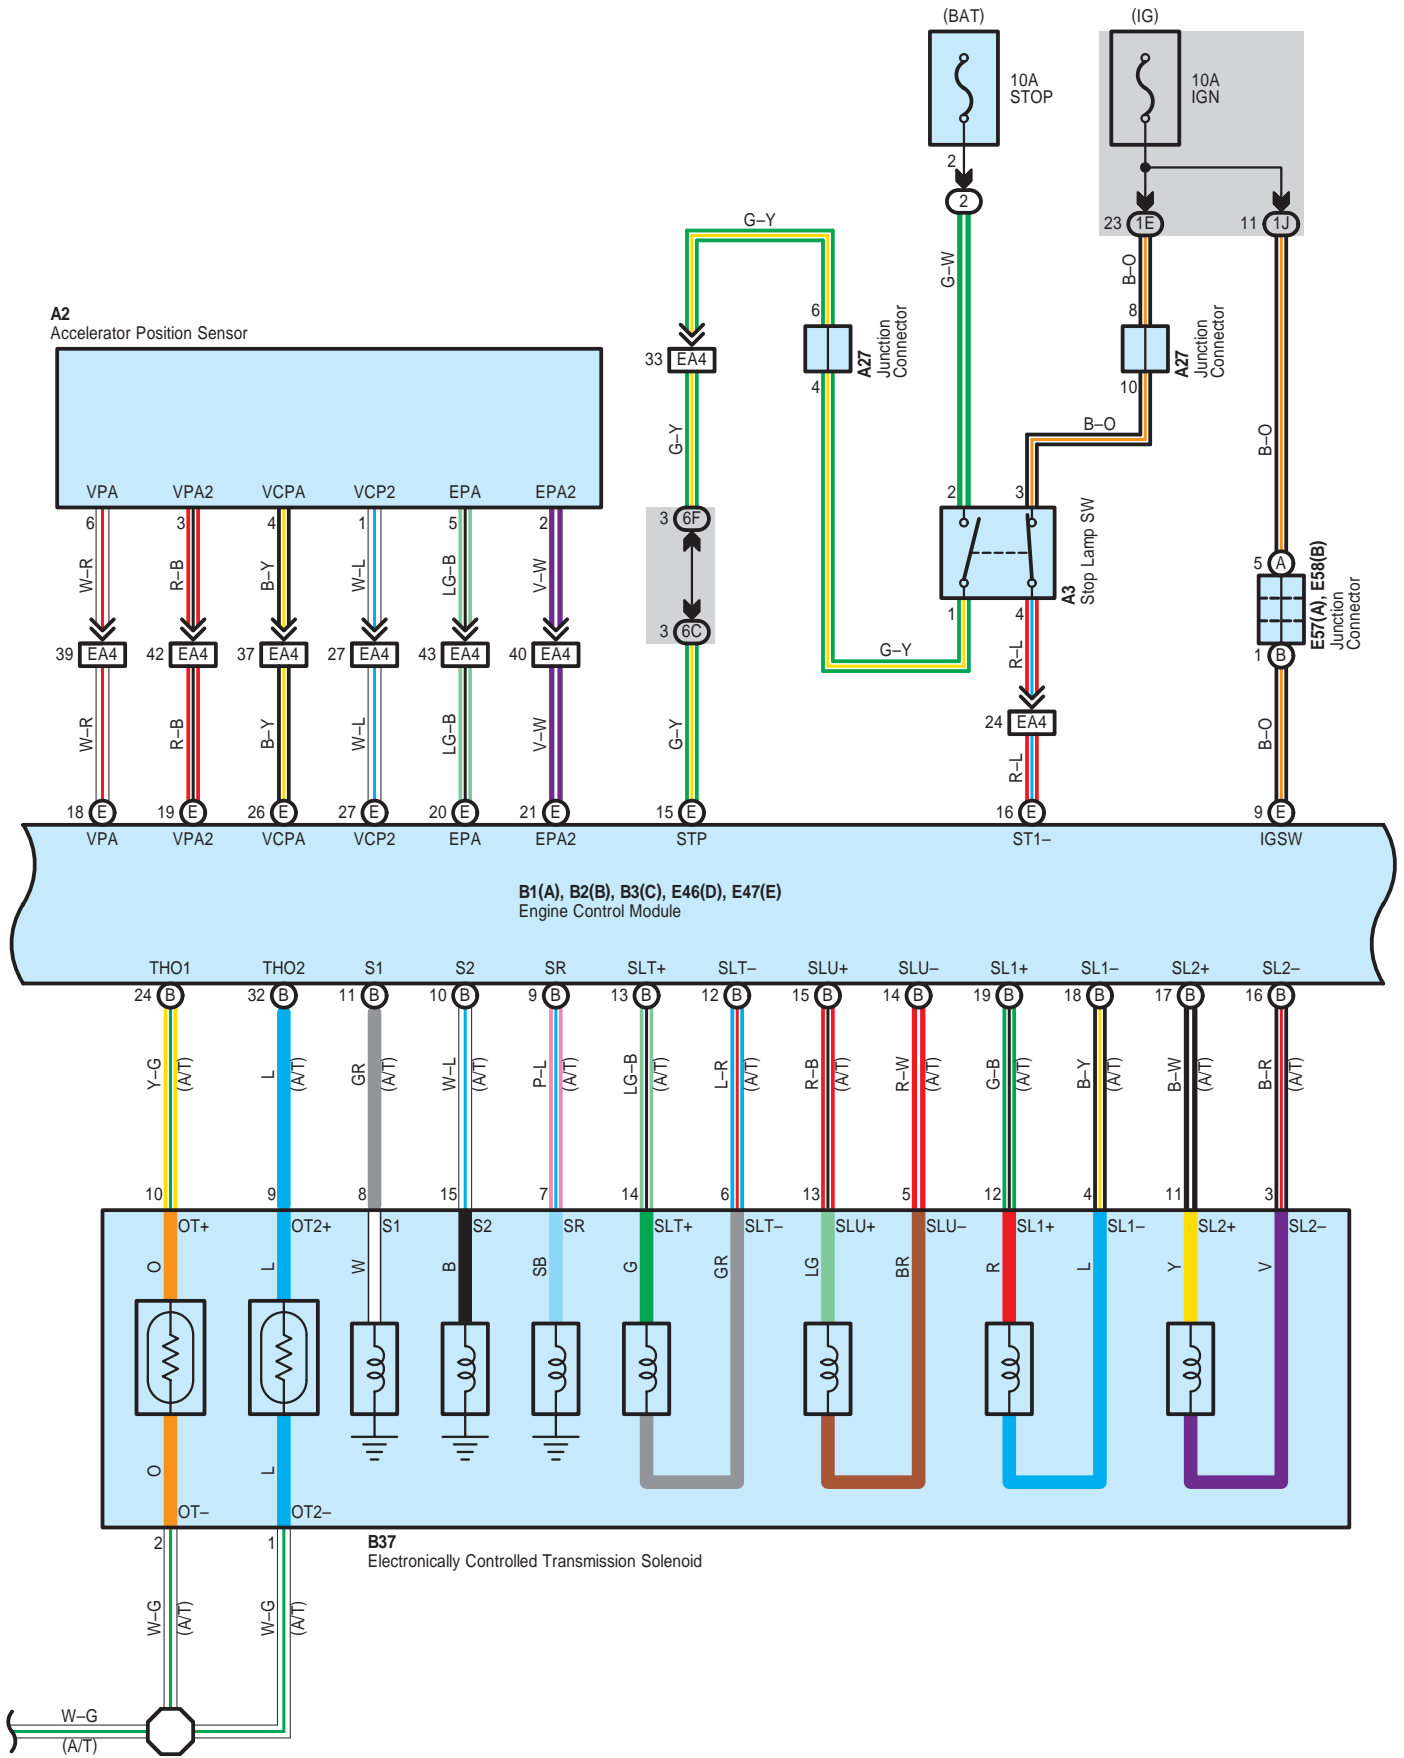 (BAT)
(IG)
10A
STOP
10A
IGN
2
2
23
1E
11
1J
G–Y
G–W
B–O
A2
Accelerator Position Sensor
6
A27
Junction
Connector
4
8
A27
Junction
Connector
10
33
EA4
G–Y
B–O
B–O
VPA
VPA2
VCPA
VCP2
EPA
EPA2
6
3
4
1
5
2
2
3
3
6F
3
6C
A3
Stop Lamp SW
1
4
5
A
E57(A), E58(B)
Junction
Connector
1
B
W–R
R–B
B–Y
W–L
LG–B
V–W
39
EA4
42
EA4
37
EA4
27
EA4
43
EA4
40
EA4
G–Y
R–L
24
EA4
W–R
R–B
B–Y
W–L
LG–B
V–W
G–Y
R–L
B–O
18
E
19
E
26
E
27
E
20
E
21
E
15
E
16
E
9
E
VPA
VPA2
VCPA
VCP2
EPA
EPA2
STP
ST1–
IGSW
B1(A), B2(B), B3(C), E46(D), E47(E)
Engine Control Module
THO1
THO2
S1
S2
SR
SLT+
SLT–
SLU+
SLU–
SL1+
SL1–
SL2+
SL2–
24
B
32
B
11
B
10
B
9
B
13
B
12
B
15
B
14
B
19
B
18
B
17
B
16
B
Y–G
(A/T)
L
(A/T)
GR
(A/T)
W–L
(A/T)
P–L
(A/T)
LG–B
(A/T)
L–R
(A/T)
R–B
(A/T)
R–W
(A/T)
G–B
(A/T)
B–Y
(A/T)
B–W
(A/T)
B–R
(A/T)
10
9
8
15
7
14
6
13
5
12
4
11
3
OT+
OT2+
S1
S2
SR
SLT+
SLT–
SLU+
SLU–
SL1+
SL1–
SL2+
SL2–
O
L
W
B
SB
G
GR
LG
BR
R
L
Y
V
O
L
OT–
OT2–
2
1
B37
Electronically Controlled Transmission Solenoid
W–G
(A/T)
W–G
(A/T)
W–G
(A/T)